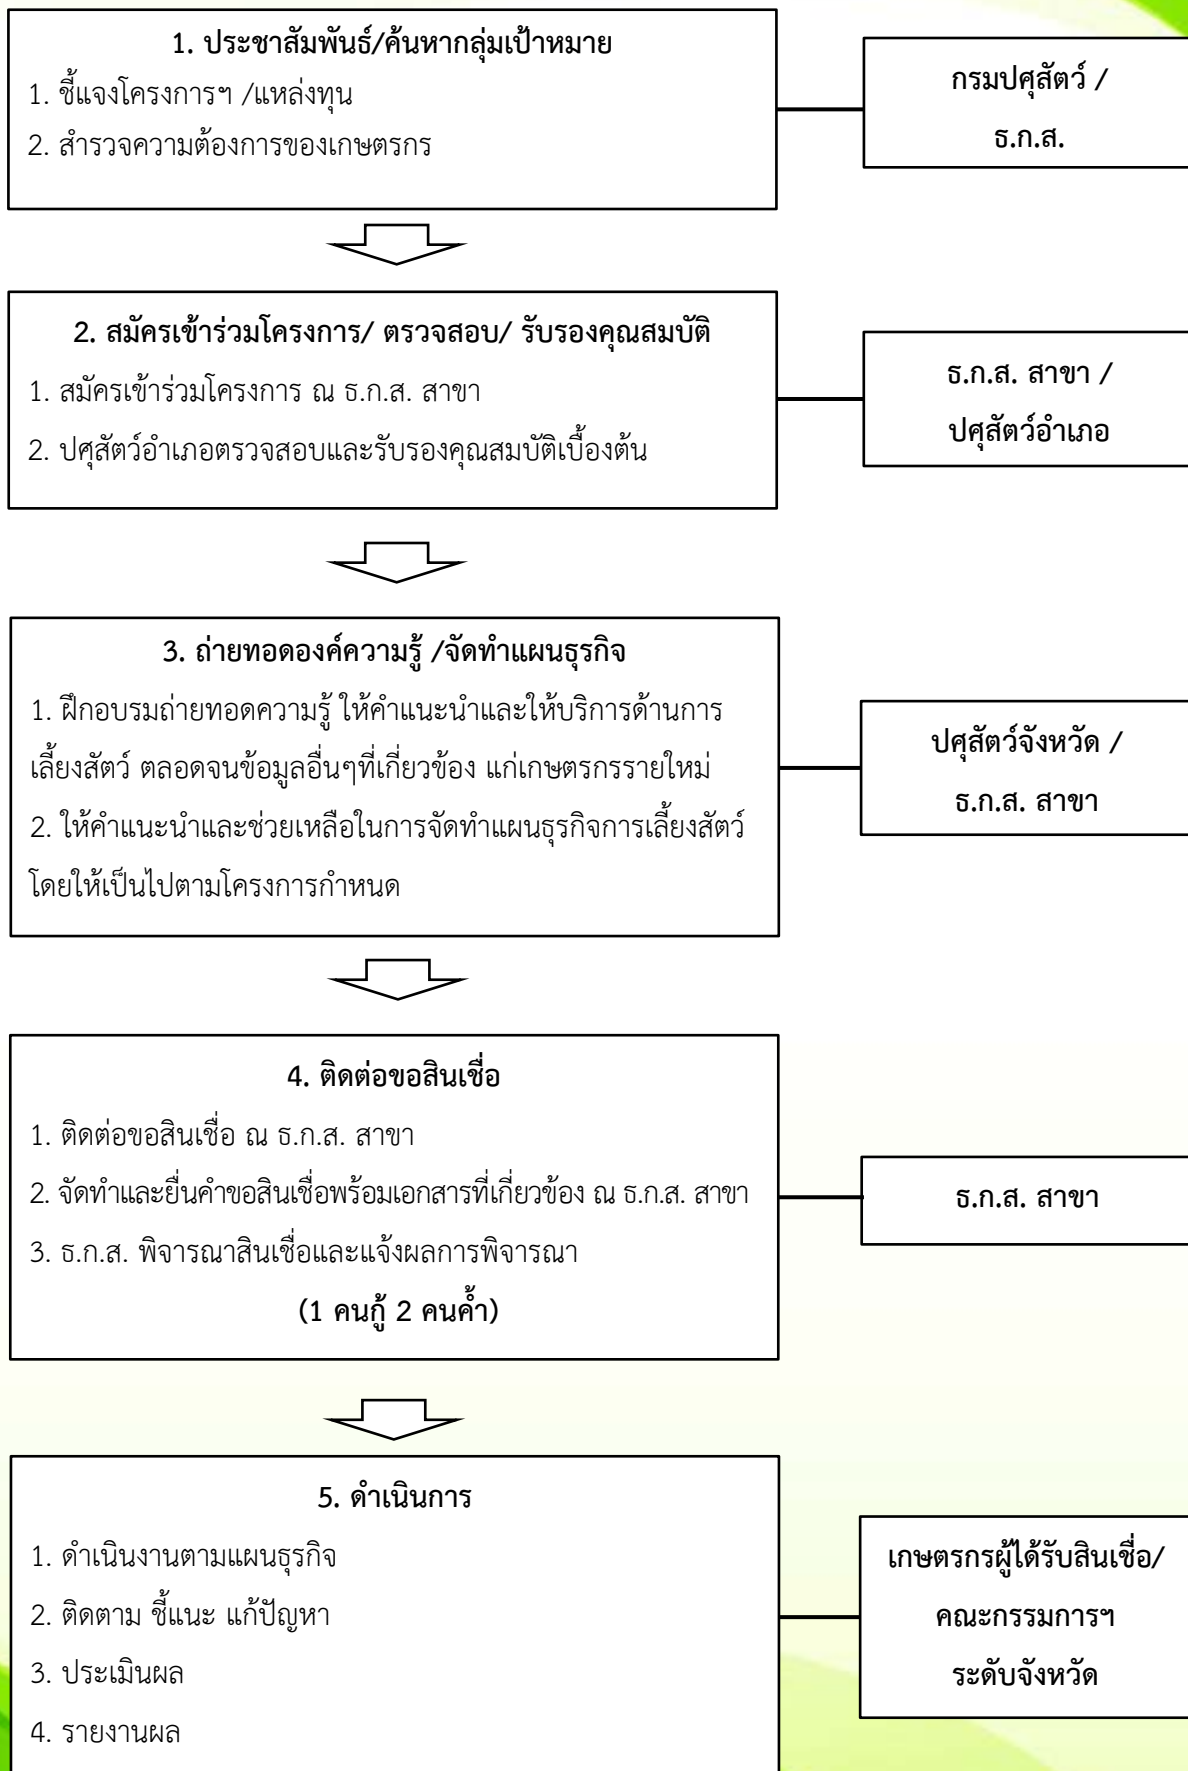 1. ประชาสัมพันธ์/ค้นหากลุ่มเป้าหมาย
1. ชี้แจงโครงการฯ /แหล่งทุน
2. สำรวจความต้องการของเกษตรกร
กรมปศุสัตว์ /
ธ.ก.ส.
2. สมัครเข้าร่วมโครงการ/ ตรวจสอบ/ รับรองคุณสมบัติ
1. สมัครเข้าร่วมโครงการ ณ ธ.ก.ส. สาขา
2. ปศุสัตว์อำเภอตรวจสอบและรับรองคุณสมบัติเบื้องต้น
ธ.ก.ส. สาขา /
ปศุสัตว์อำเภอ
3. ถ่ายทอดองค์ความรู้ /จัดทำแผนธุรกิจ
1. ฝึกอบรมถ่ายทอดความรู้ ให้คำแนะนำและให้บริการด้านการ
เลี้ยงสัตว์ ตลอดจนข้อมูลอื่นๆที่เกี่ยวข้อง แก่เกษตรกรรายใหม่
2. ให้คำแนะนำและช่วยเหลือในการจัดทำแผนธุรกิจการเลี้ยงสัตว์
โดยให้เป็นไปตามโครงการกำหนด
ปศุสัตว์จังหวัด /
ธ.ก.ส. สาขา
4. ติดต่อขอสินเชื่อ
1. ติดต่อขอสินเชื่อ ณ ธ.ก.ส. สาขา
2. จัดทำและยื่นคำขอสินเชื่อพร้อมเอกสารที่เกี่ยวข้อง ณ ธ.ก.ส. สาขา
3. ธ.ก.ส. พิจารณาสินเชื่อและแจ้งผลการพิจารณา
(1 คนกู้ 2 คนค้ำ)
ธ.ก.ส. สาขา
5. ดำเนินการ
1. ดำเนินงานตามแผนธุรกิจ
2. ติดตาม ชี้แนะ แก้ปัญหา
3. ประเมินผล
4. รายงานผล
เกษตรกรผู้ได้รับสินเชื่อ/
คณะกรรมการฯ
ระดับจังหวัด